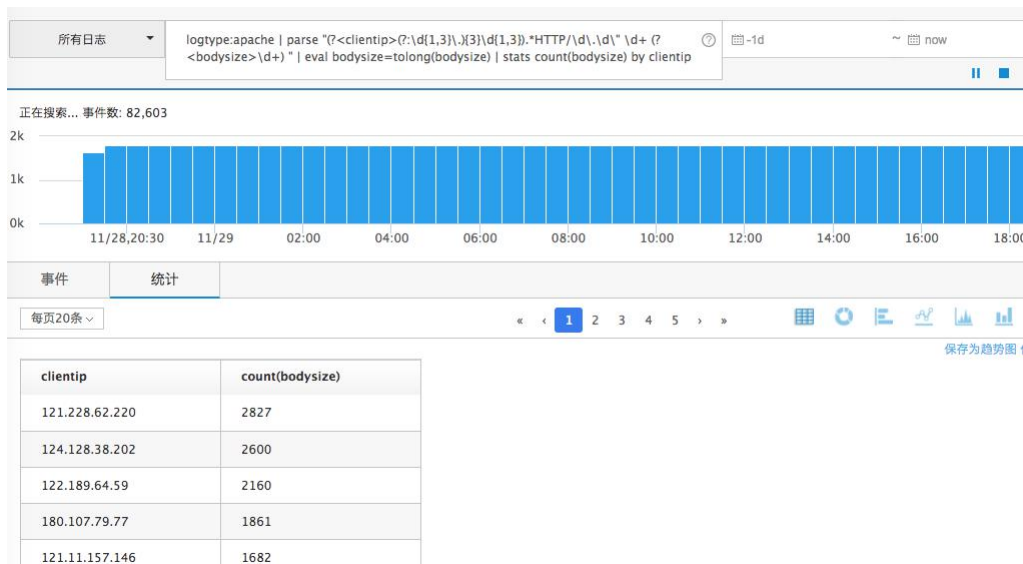 所有日志
logtype:apache | parse "(?<clientip>(?:\d{1,3}\.){3}\d{1,3}).*HTTP/\d\.\d\" \d+ (?
<bodysize>\d+) " | eval bodysize=tolong(bodysize) | stats count(bodysize) by clientip
-1d ~ now
正在搜索... 事件数: 82,603
2k
1k
0k
11/28,20:30 11/29 02:00 04:00 06:00 08:00 10:00 12:00 14:00 16:00 18:00
事件 统计
每页20条 « ‹ 1 2 3 4 5 › »
保存为趋势图
clientip count(bodysize)
121.228.62.220 2827
124.128.38.202 2600
122.189.64.59 2160
180.107.79.77 1861
121.11.157.146 1682